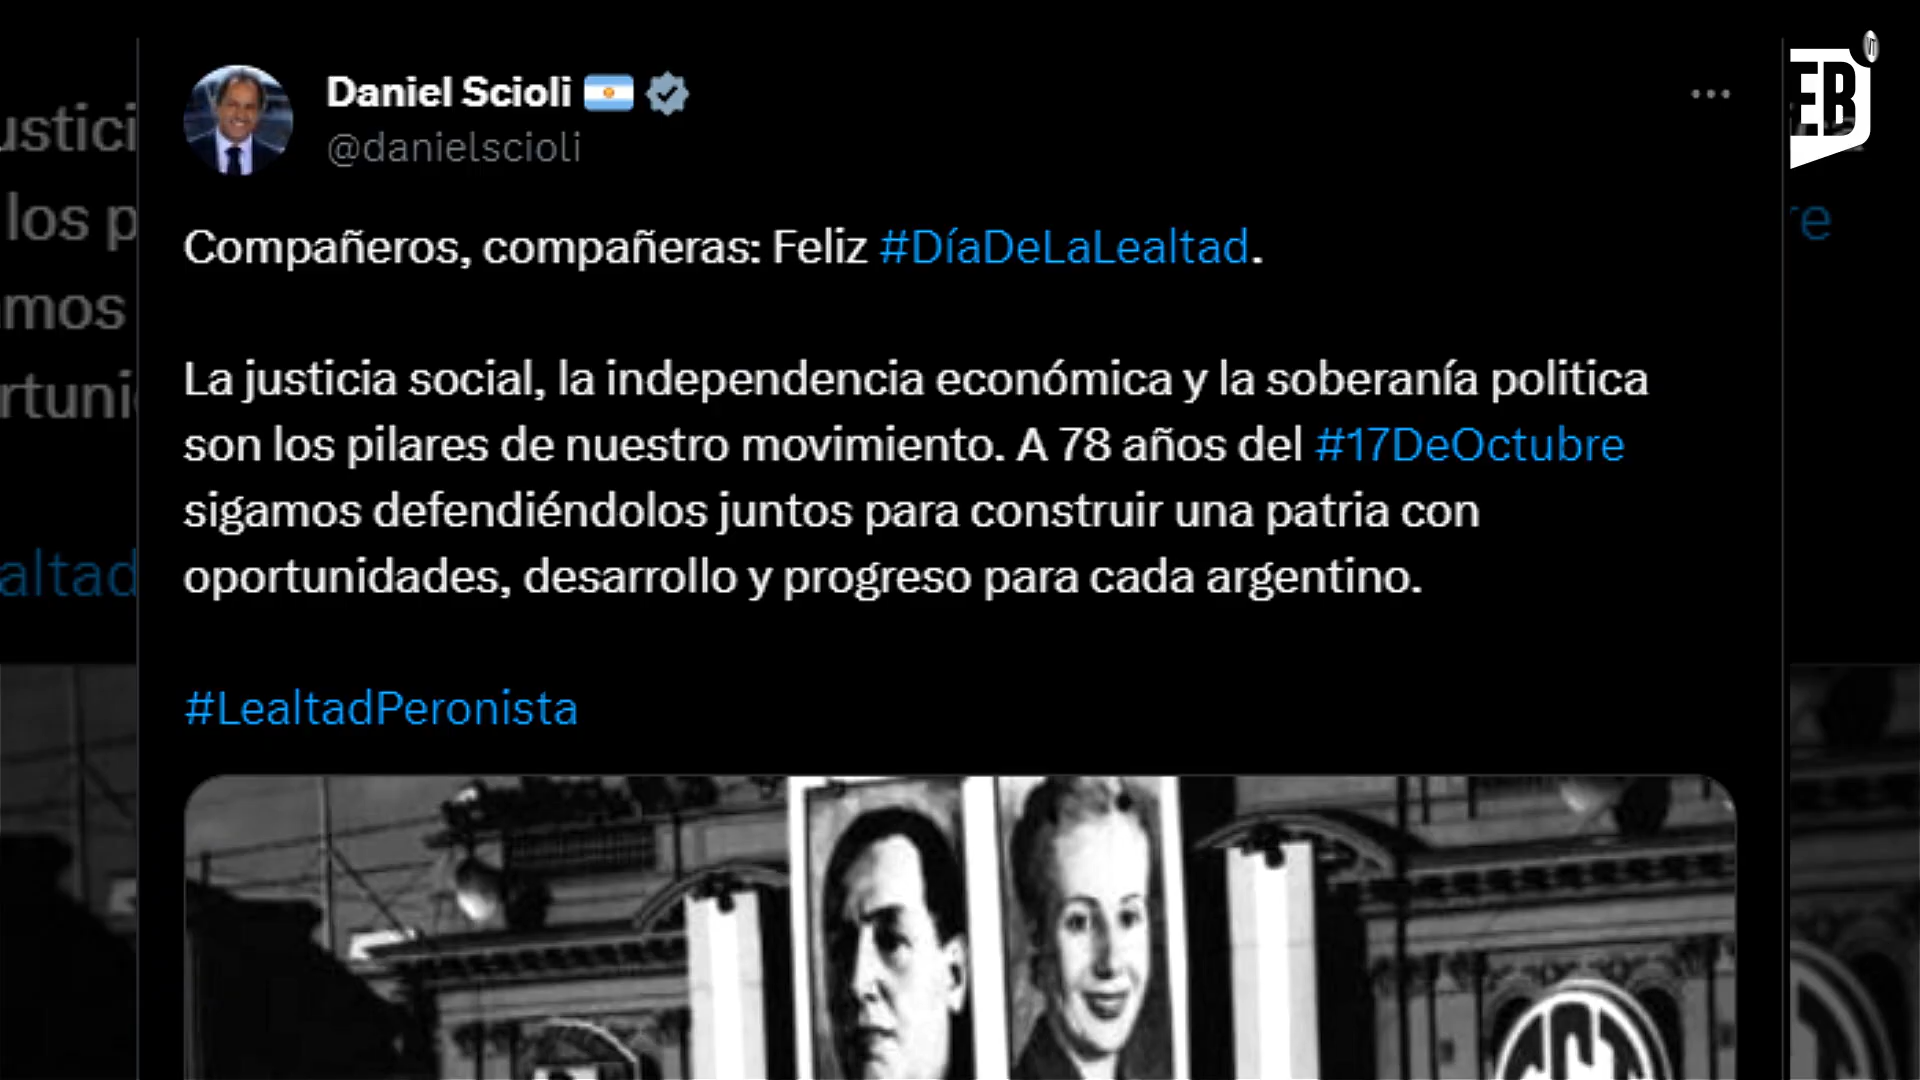 Daniel Scioli
@danielscioli
Compañeros, compañeras: Feliz #DíaDeLaLealtad.
La justicia social, la independencia económica y la soberanía politica
son los pilares de nuestro movimiento. A 78 años del #17DeOctubre
sigamos defendiéndolos juntos para construir una patria con
oportunidades, desarrollo y progreso para cada argentino.
#LealtadPeronista
EB